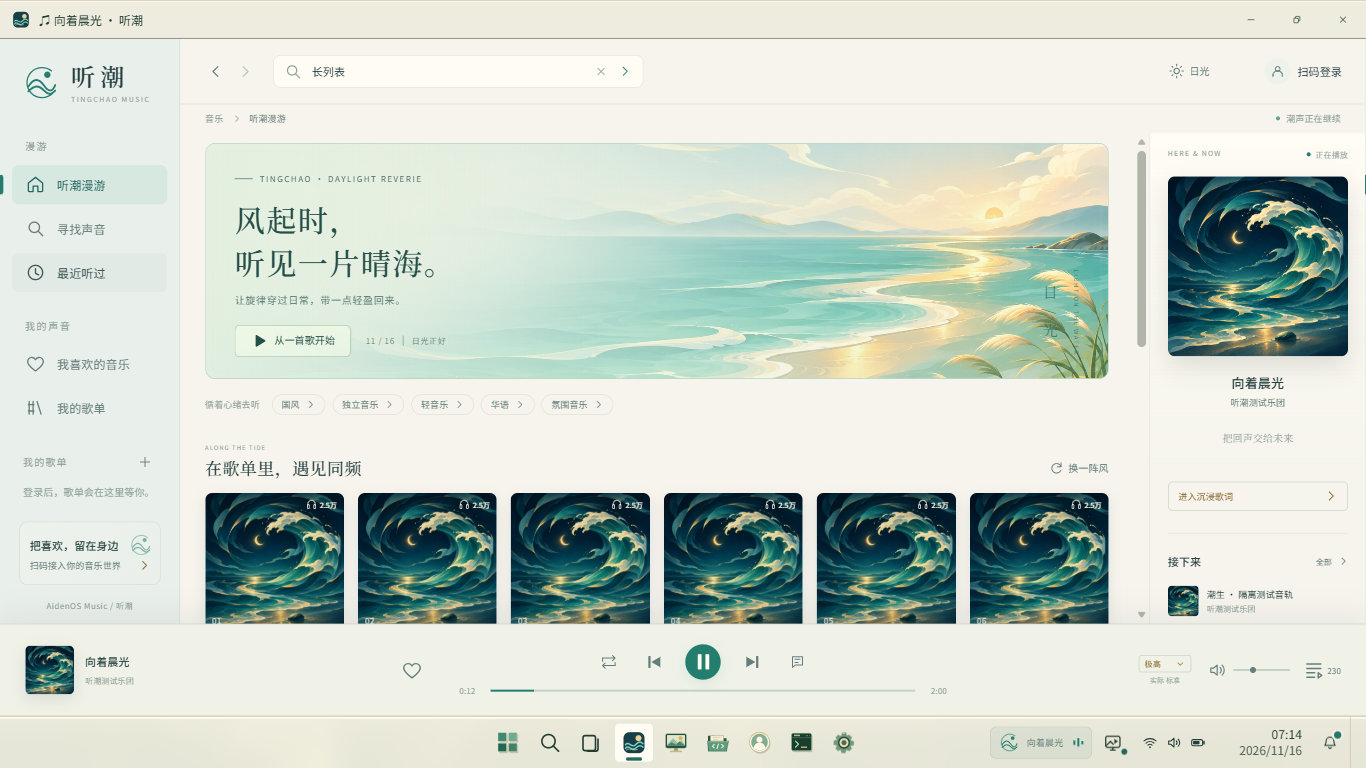 ♫ 向着晨光 • 听潮
听潮
TINGCHAO MUSIC
长列表
日光
扫码登录
漫游
听潮漫游
寻找声音
最近听过
我的声音
我喜欢的音乐
我的歌单
我的歌单
登录后，歌单会在这里等你。
把喜欢，留在身边
扫码接入你的音乐世界
AidenOS Music / 听潮
音乐
听潮漫游
潮声正在继续
TINGCHAO • DAYLIGHT REVERIE
风起时，
听见一片晴海。
让旋律穿过日常，带一点轻盈回来。
从一首歌开始
11 / 16
日光正好
日光
循着心绪去听
国风
独立音乐
轻音乐
华语
氛围音乐
ALONG THE TIDE
在歌单里，遇见同频
换一阵风
2.5万
2.5万
2.5万
2.5万
2.5万
2.5万
01
02
03
04
05
06
HERE & NOW
正在播放
向着晨光
听潮测试乐团
把回声交给未来
进入沉浸歌词
接下来
全部
潮生 • 隔离测试音轨
听潮测试乐团
向着晨光
听潮测试乐团
0:12
2:00
极高
实际 标准
230
向着晨光
07:14
2026/11/16